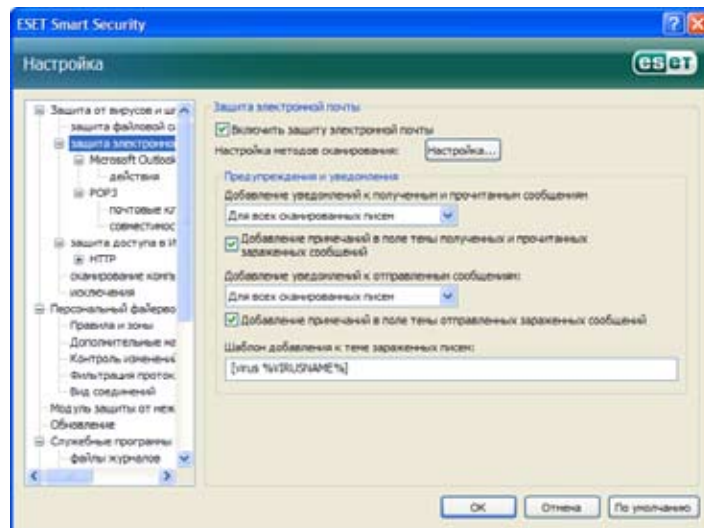 ESET Smart Security
Настройка
eset
Защита от вирусов и шп
защита файловой с
защита электронно
Microsoft Outlook
действия
POP3
почтовые кл
совместимос
защита доступа в И
HTTP
сканирование компь
исключения
Персональный файерво
Правила и зоны
Дополнительные на
Контроль изменений
Фильтрация проток
Вид соединений
Модуль защиты от неж
Обновление
Служебные программы
файлы журналов
Защита электронной почты
Включить защиту электронной почты
Настройка методов сканирования:
Настройка...
Предупреждения и уведомления
Добавление уведомлений к полученным и прочитанным сообщениям
Для всех сканированных писем
Добавление примечаний в поле темы полученных и прочитанных
зараженных сообщений
Добавление уведомлений к отправленным сообщениям:
Для всех сканированных писем
Добавление примечаний в поле темы отправленных зараженных сообщений
Шаблон добавления к теме зараженных писем:
[virus %VIRUSNAME%]
OK
Отмена
По умолчанию